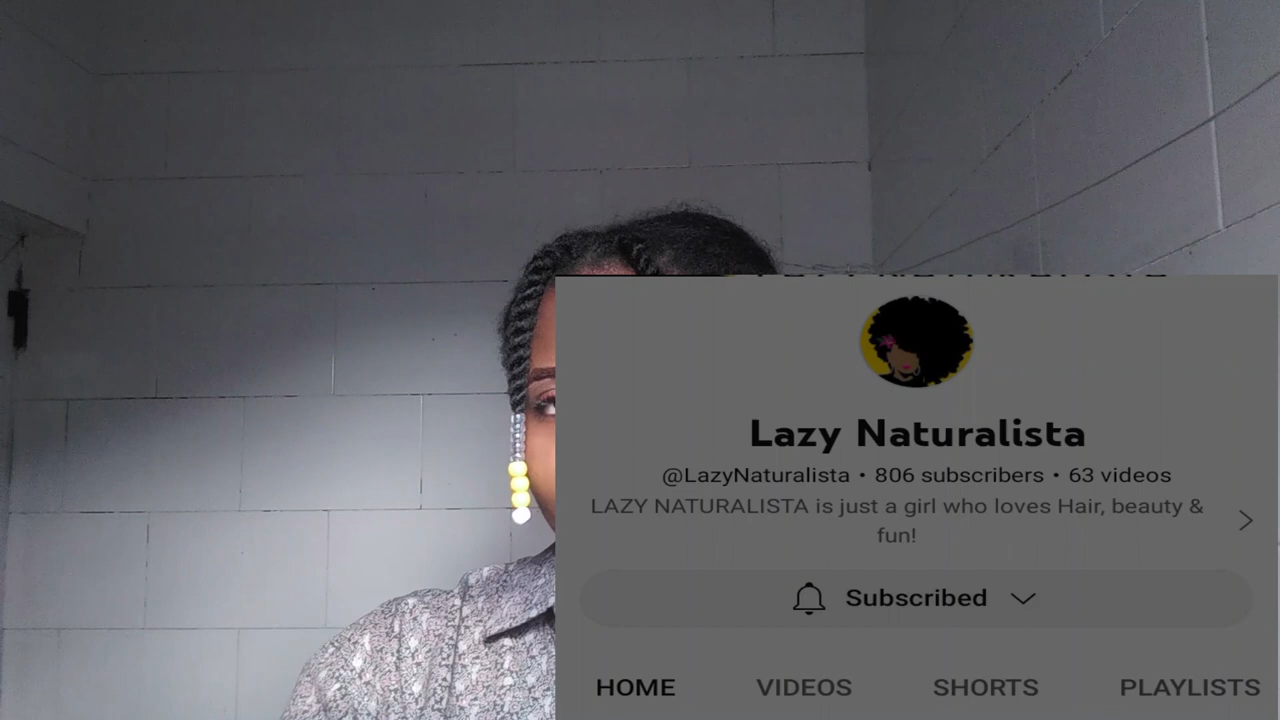 Lazy Naturalista
@LazyNaturalista • 806 subscribers • 63 videos
LAZY NATURALISTA is just a girl who loves Hair, beauty &
fun!
Subscribed
HOME VIDEOS SHORTS PLAYLISTS